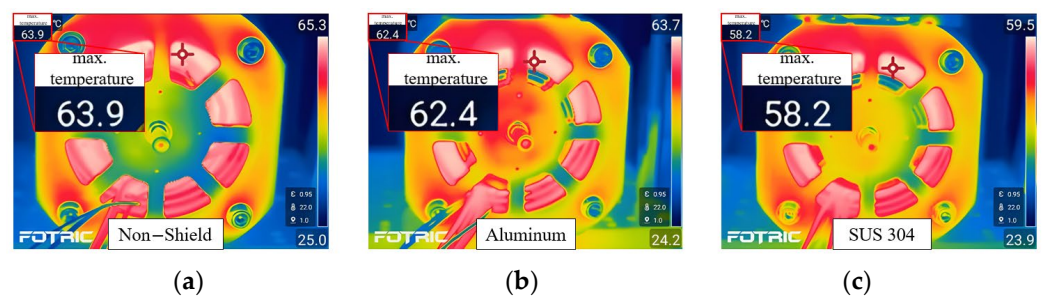 max.
temperature
63.9
°C
65.3
max.
temperature
63.9
ε 0.95
22.0
1.0
FOTRIC
Non−Shield
25.0
(a)
max.
temperature
62.4
°C
63.7
max.
temperature
62.4
ε 0.95
22.0
1.0
FOTRIC
Aluminum
24.2
(b)
max.
temperature
58.2
°C
59.5
max.
temperature
58.2
ε 0.95
22.0
1.0
FOTRIC
SUS 304
23.9
(c)